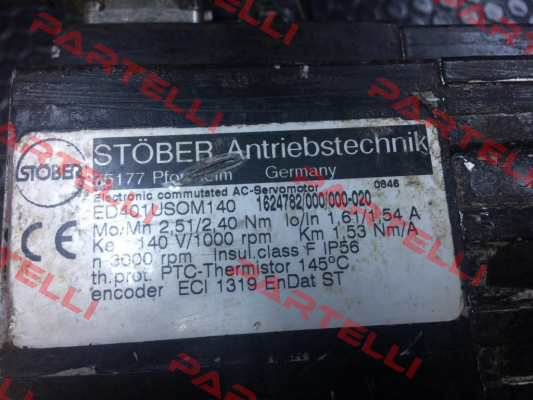 STÖBER
STÖBER Antriebstechnik
75177 Pforzheim Germany
electronic commutated AC-Servomotor 0846
ED401USOM140 1624762/000/000-020
Mo/Mn 2,51/2,40 Nm Io/In 1,61/1,54 A
Ke 140 V/1000 rpm Km 1,53 Nm/A
n 3000/rpm Insul.class F IP56
th.prot. PTC-Thermistor 145°C
encoder ECI 1319 EnDat ST
CE
PARTELLI
PARTELLI
PARTELLI
PARTELLI
PARTELLI
PARTELLI